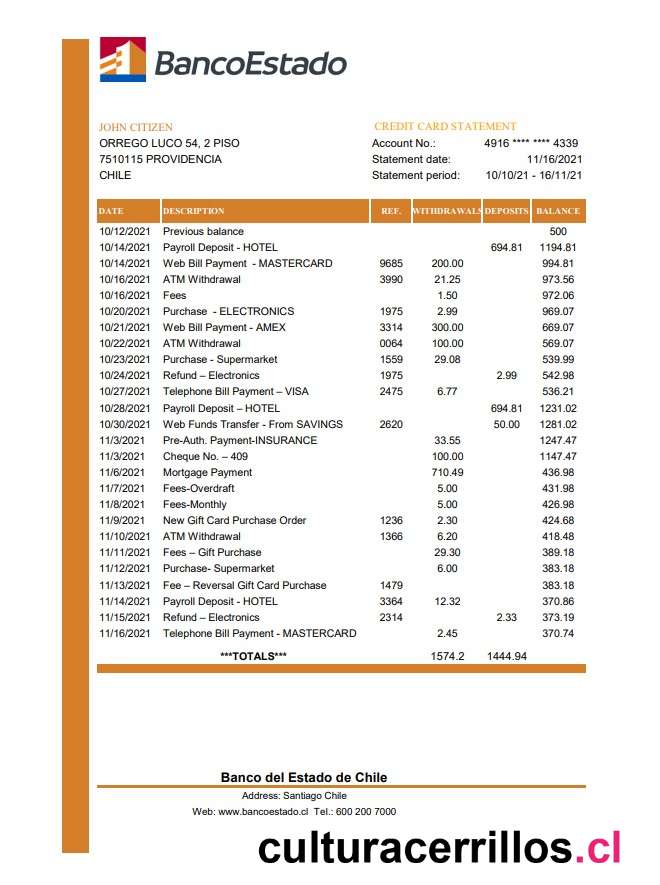 BancoEstado
JOHN CITIZEN
ORREGO LUCO 54, 2 PISO
7510115 PROVIDENCIA
CHILE
CREDIT CARD STATEMENT
Account No.: 4916 **** **** 4339
Statement date: 11/16/2021
Statement period: 10/10/21 - 16/11/21
DATE DESCRIPTION REF. WITHDRAWALS DEPOSITS BALANCE
10/12/2021 Previous balance 500
10/14/2021 Payroll Deposit - HOTEL 694.81 1194.81
10/14/2021 Web Bill Payment - MASTERCARD 9685 200.00 994.81
10/16/2021 ATM Withdrawal 3990 21.25 973.56
10/16/2021 Fees 1.50 972.06
10/20/2021 Purchase - ELECTRONICS 1975 2.99 969.07
10/21/2021 Web Bill Payment - AMEX 3314 300.00 669.07
10/22/2021 ATM Withdrawal 0064 100.00 569.07
10/23/2021 Purchase - Supermarket 1559 29.08 539.99
10/24/2021 Refund – Electronics 1975 2.99 542.98
10/27/2021 Telephone Bill Payment – VISA 2475 6.77 536.21
10/28/2021 Payroll Deposit – HOTEL 694.81 1231.02
10/30/2021 Web Funds Transfer - From SAVINGS 2620 50.00 1281.02
11/3/2021 Pre-Auth. Payment-INSURANCE 33.55 1247.47
11/3/2021 Cheque No. – 409 100.00 1147.47
11/6/2021 Mortgage Payment 710.49 436.98
11/7/2021 Fees-Overdraft 5.00 431.98
11/8/2021 Fees-Monthly 5.00 426.98
11/9/2021 New Gift Card Purchase Order 1236 2.30 424.68
11/10/2021 ATM Withdrawal 1366 6.20 418.48
11/11/2021 Fees – Gift Purchase 29.30 389.18
11/12/2021 Purchase- Supermarket 6.00 383.18
11/13/2021 Fee – Reversal Gift Card Purchase 1479 383.18
11/14/2021 Payroll Deposit - HOTEL 3364 12.32 370.86
11/15/2021 Refund – Electronics 2314 2.33 373.19
11/16/2021 Telephone Bill Payment - MASTERCARD 2.45 370.74
***TOTALS*** 1574.2 1444.94
Banco del Estado de Chile
Address: Santiago Chile
Web: www.bancoestado.cl Tel.: 600 200 7000
culturacerrillos.cl